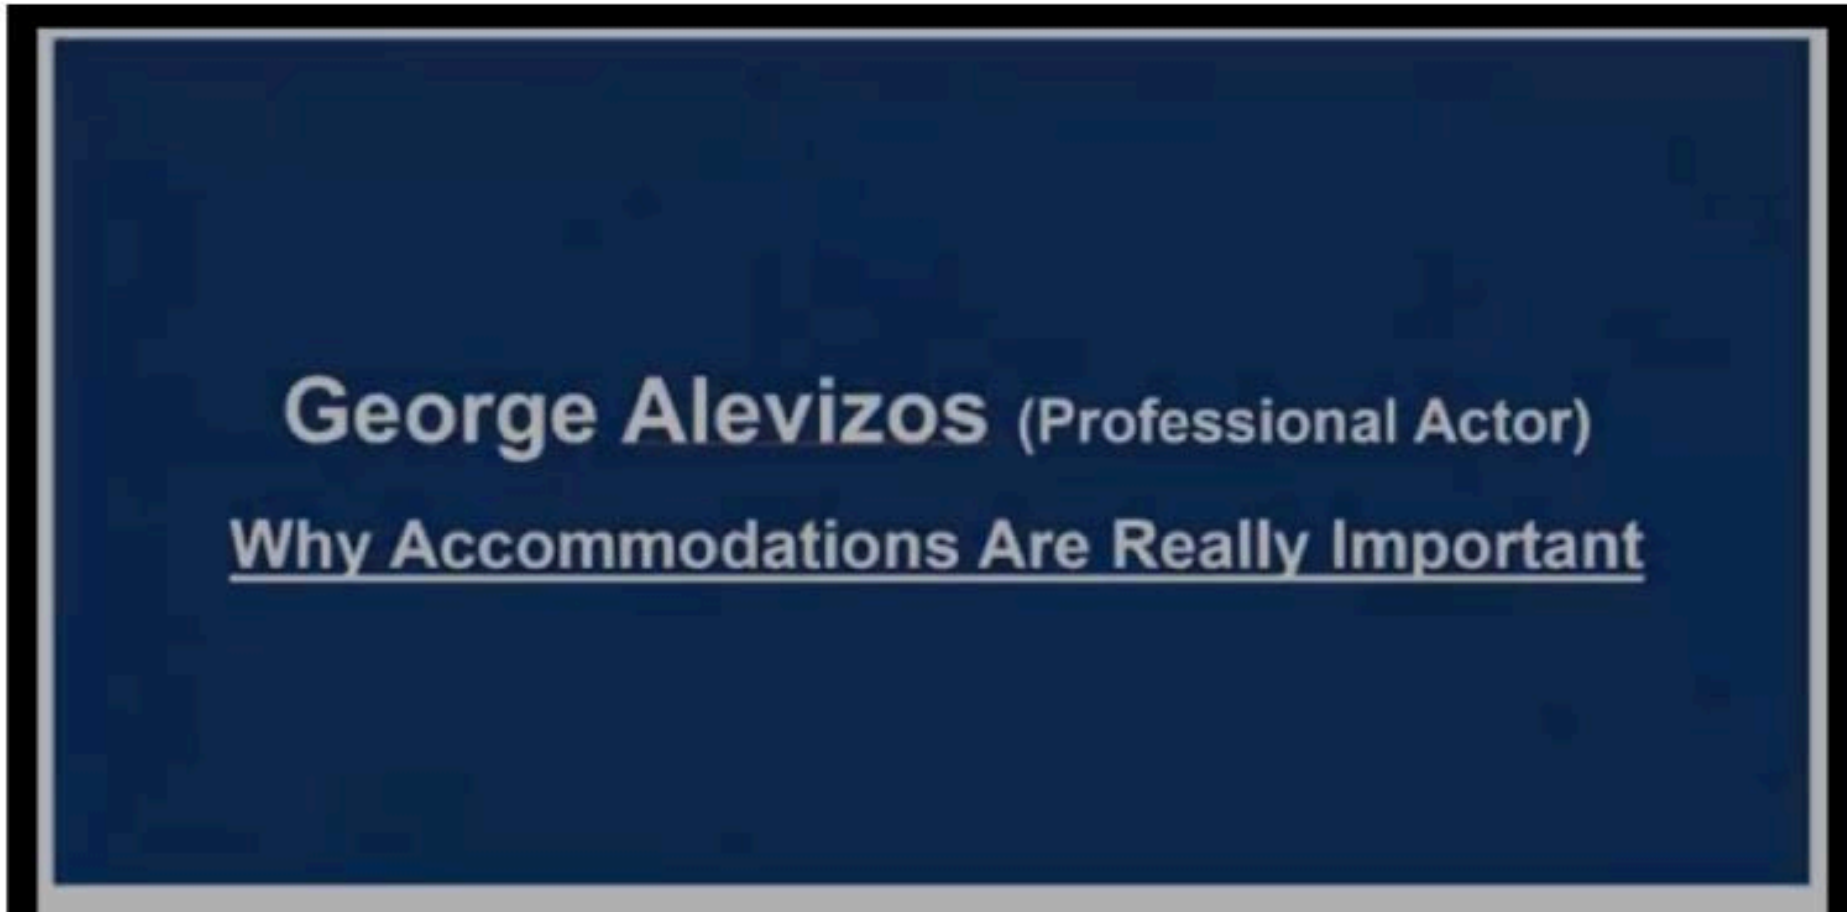 George Alevizos (Professional Actor)
Why Accommodations Are Really Important